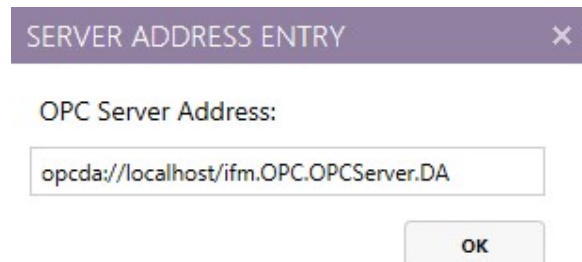 SERVER ADDRESS ENTRY ×
OPC Server Address:
opcda://localhost/ifm.OPC.OPCServer.DA
OK